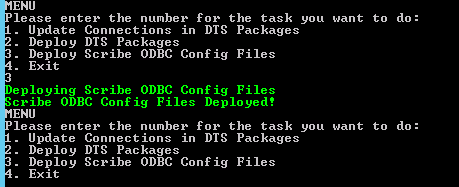 MENU
Please enter the number for the task you want to do:
1. Update Connections in DTS Packages
2. Deploy DTS Packages
3. Deploy Scribe ODBC Config Files
4. Exit
3
Deploying Scribe ODBC Config Files
Scribe ODBC Config Files Deployed!
MENU
Please enter the number for the task you want to do:
1. Update Connections in DTS Packages
2. Deploy DTS Packages
3. Deploy Scribe ODBC Config Files
4. Exit